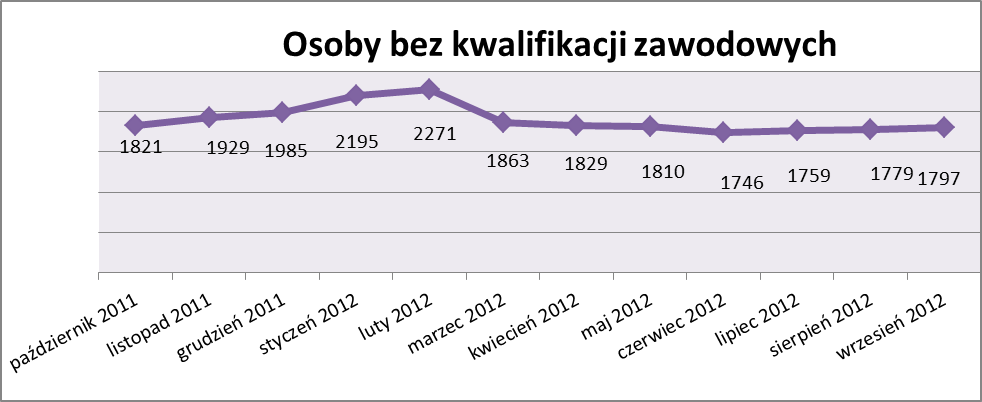 Osoby bez kwalifikacji zawodowych
1821
1929
1985
2195
2271
1863
1829
1810
1746
1759
1779
1797
październik 2011
listopad 2011
grudzień 2011
styczeń 2012
luty 2012
marzec 2012
kwiecień 2012
maj 2012
czerwiec 2012
lipiec 2012
sierpień 2012
wrzesień 2012